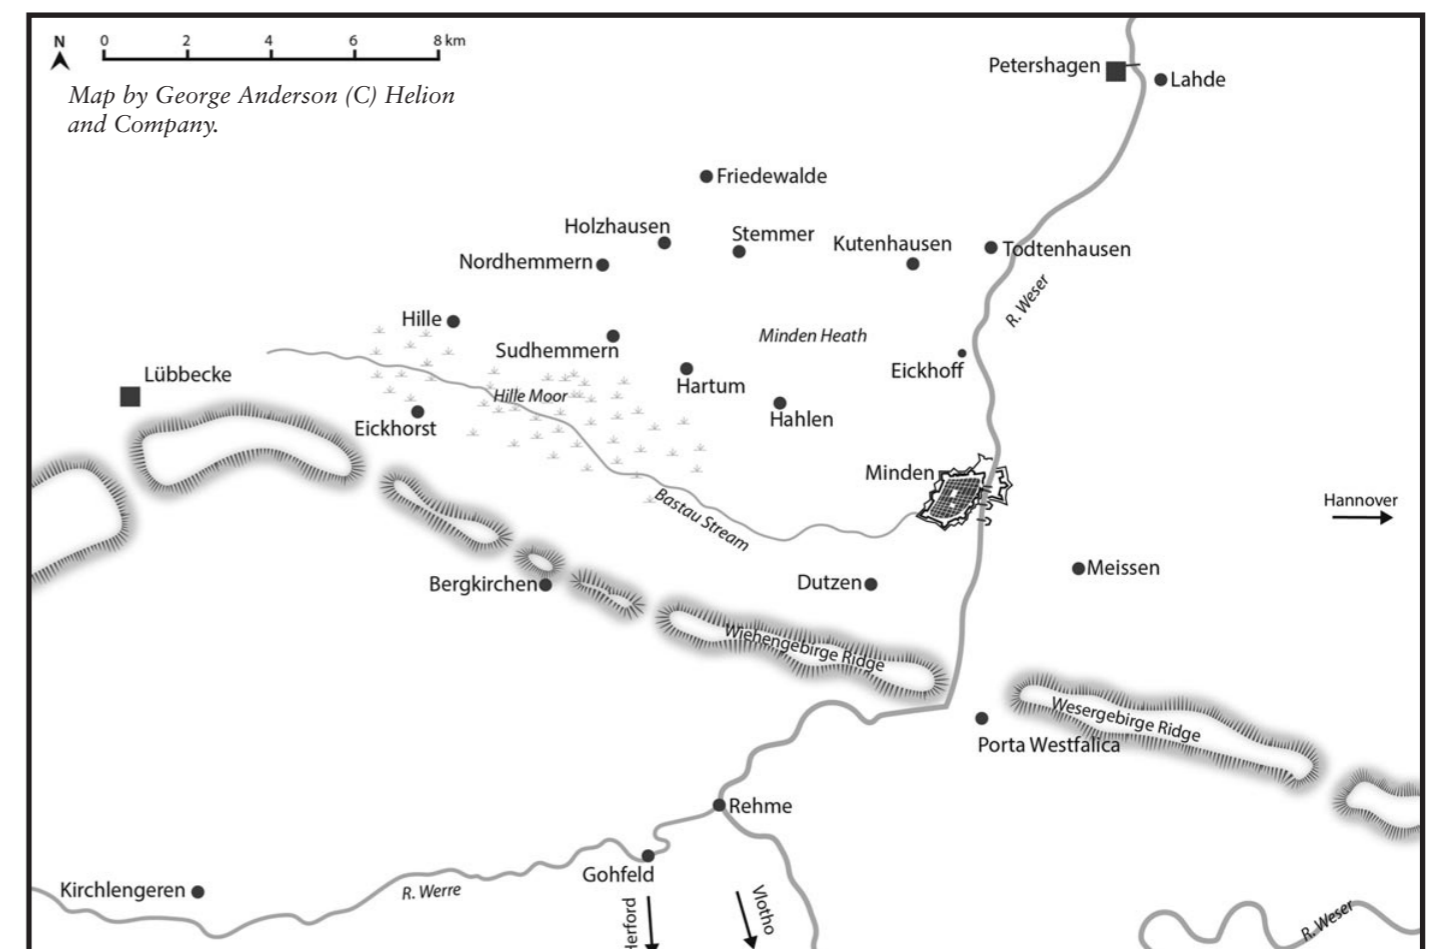 N
0 2 4 6 8 km
Map by George Anderson (C) Helion
and Company.
Petershagen
Lahde
Friedewalde
Holzhausen
Stemmer
Kutenhausen
Todtenhausen
Nordhemmern
R. Weser
Hille
Minden Heath
Sudhemmern
Eickhoff
Lübbecke
Hartum
Hille Moor
Hahlen
Eickhorst
Minden
Hannover
Bastau Stream
Meissen
Bergkirchen
Dutzen
Wiehengebirge Ridge
Wesergebirge Ridge
Porta Westfalica
Rehme
Gohfeld
Kirchlengeren
R. Werre
Herford
Vlotho
R. Weser